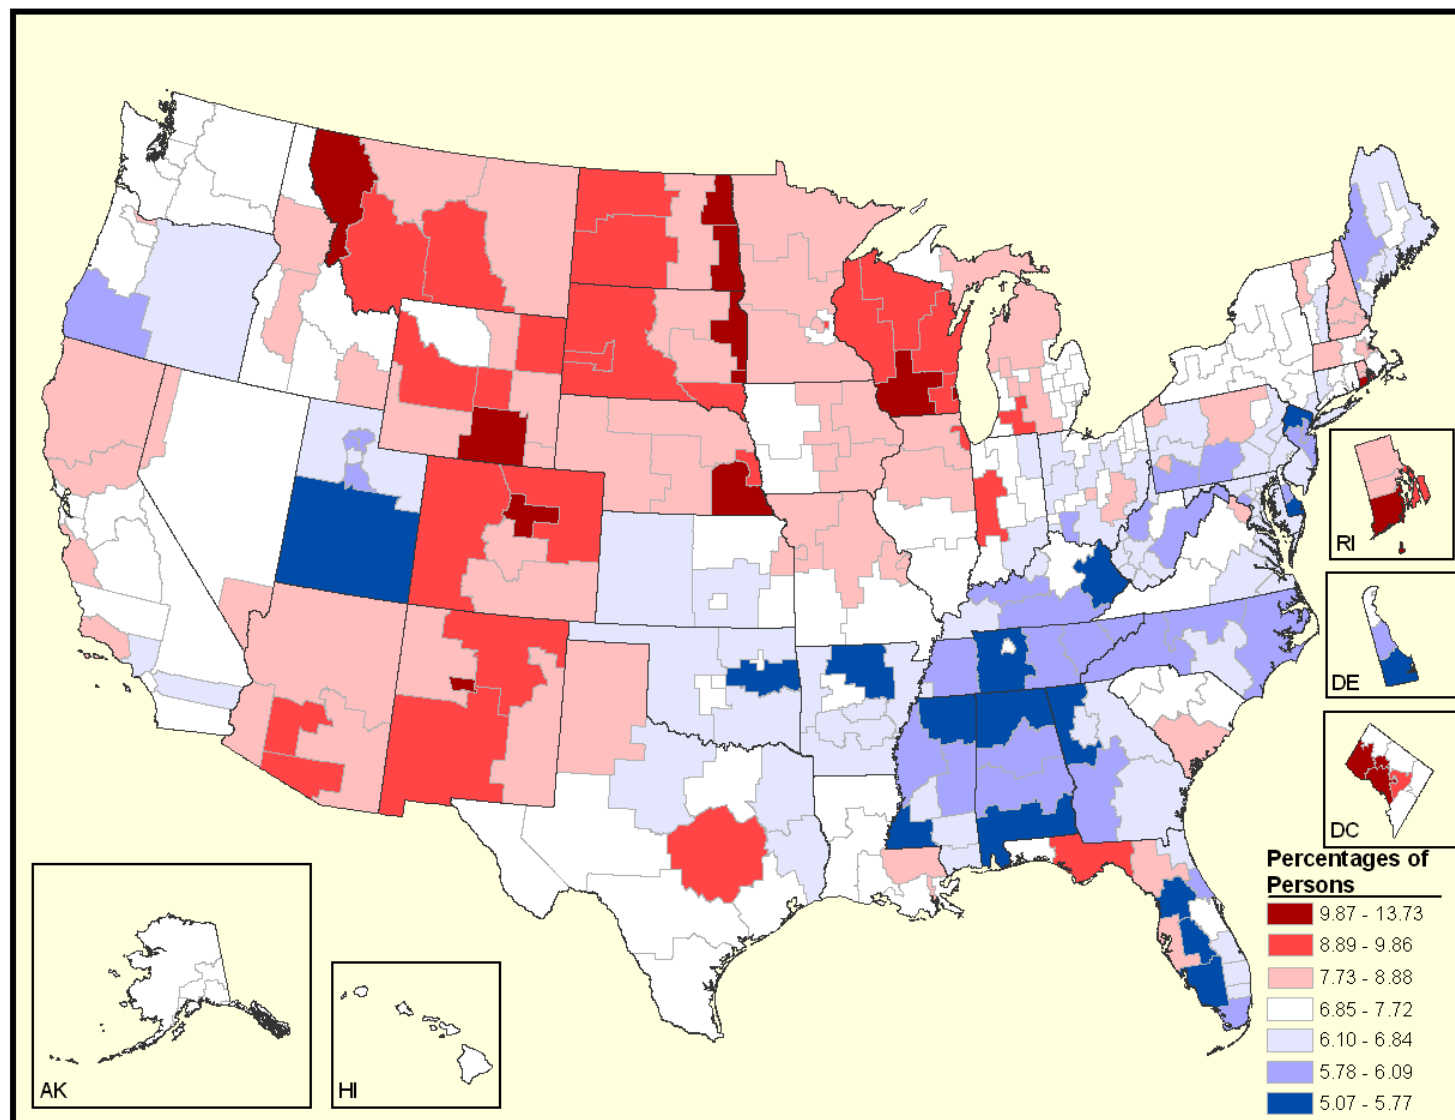 RI
DE
DC
AK
HI
Percentages of
Persons
9.87 - 13.73
8.89 - 9.86
7.73 - 8.88
6.85 - 7.72
6.10 - 6.84
5.78 - 6.09
5.07 - 5.77